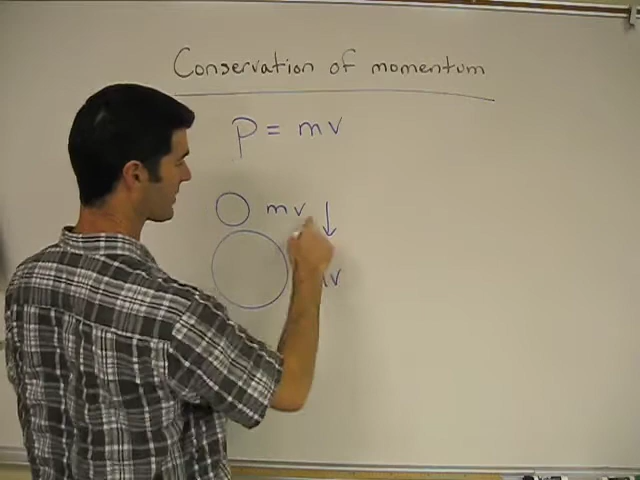 Conservation of momentum
p = mv
mv
v